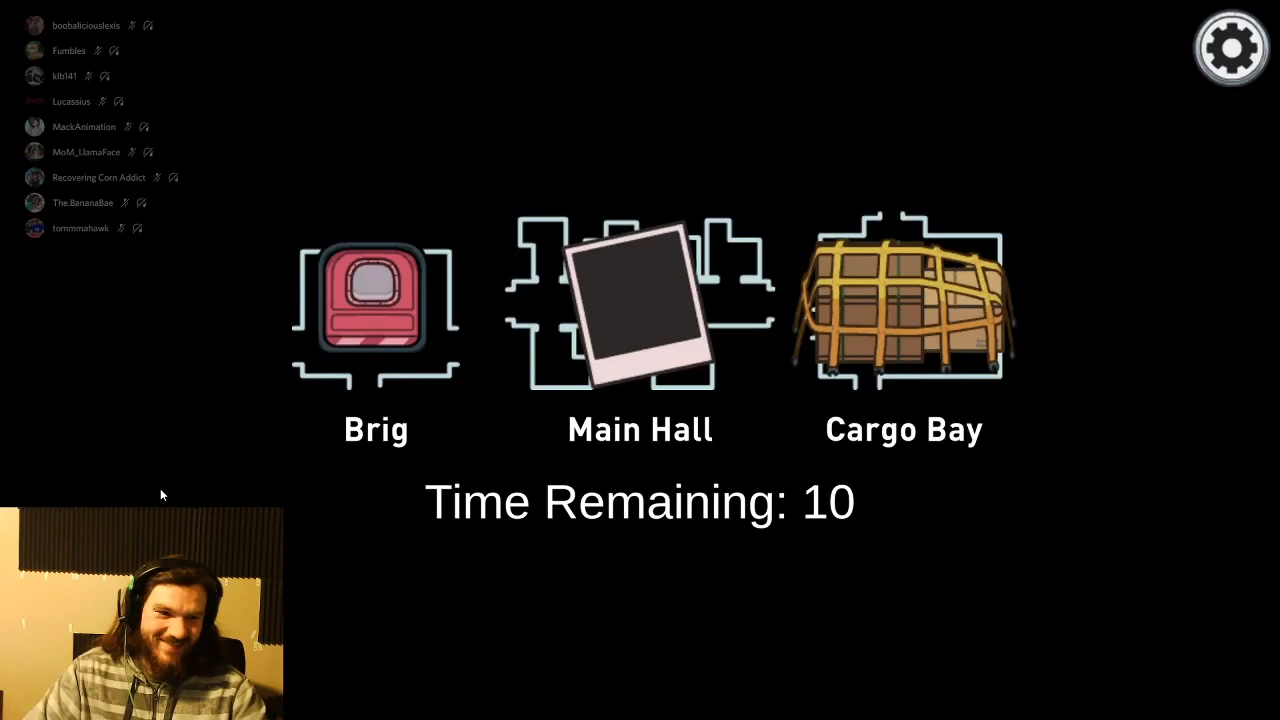 boobaliciouslexis
Fumbles
klb141
Lucassius
MackAnimation
MoM_LlamaFace
Recovering Corn Addict
The.BananaBae
tommmahawk
Brig
Main Hall
Cargo Bay
Time Remaining: 10